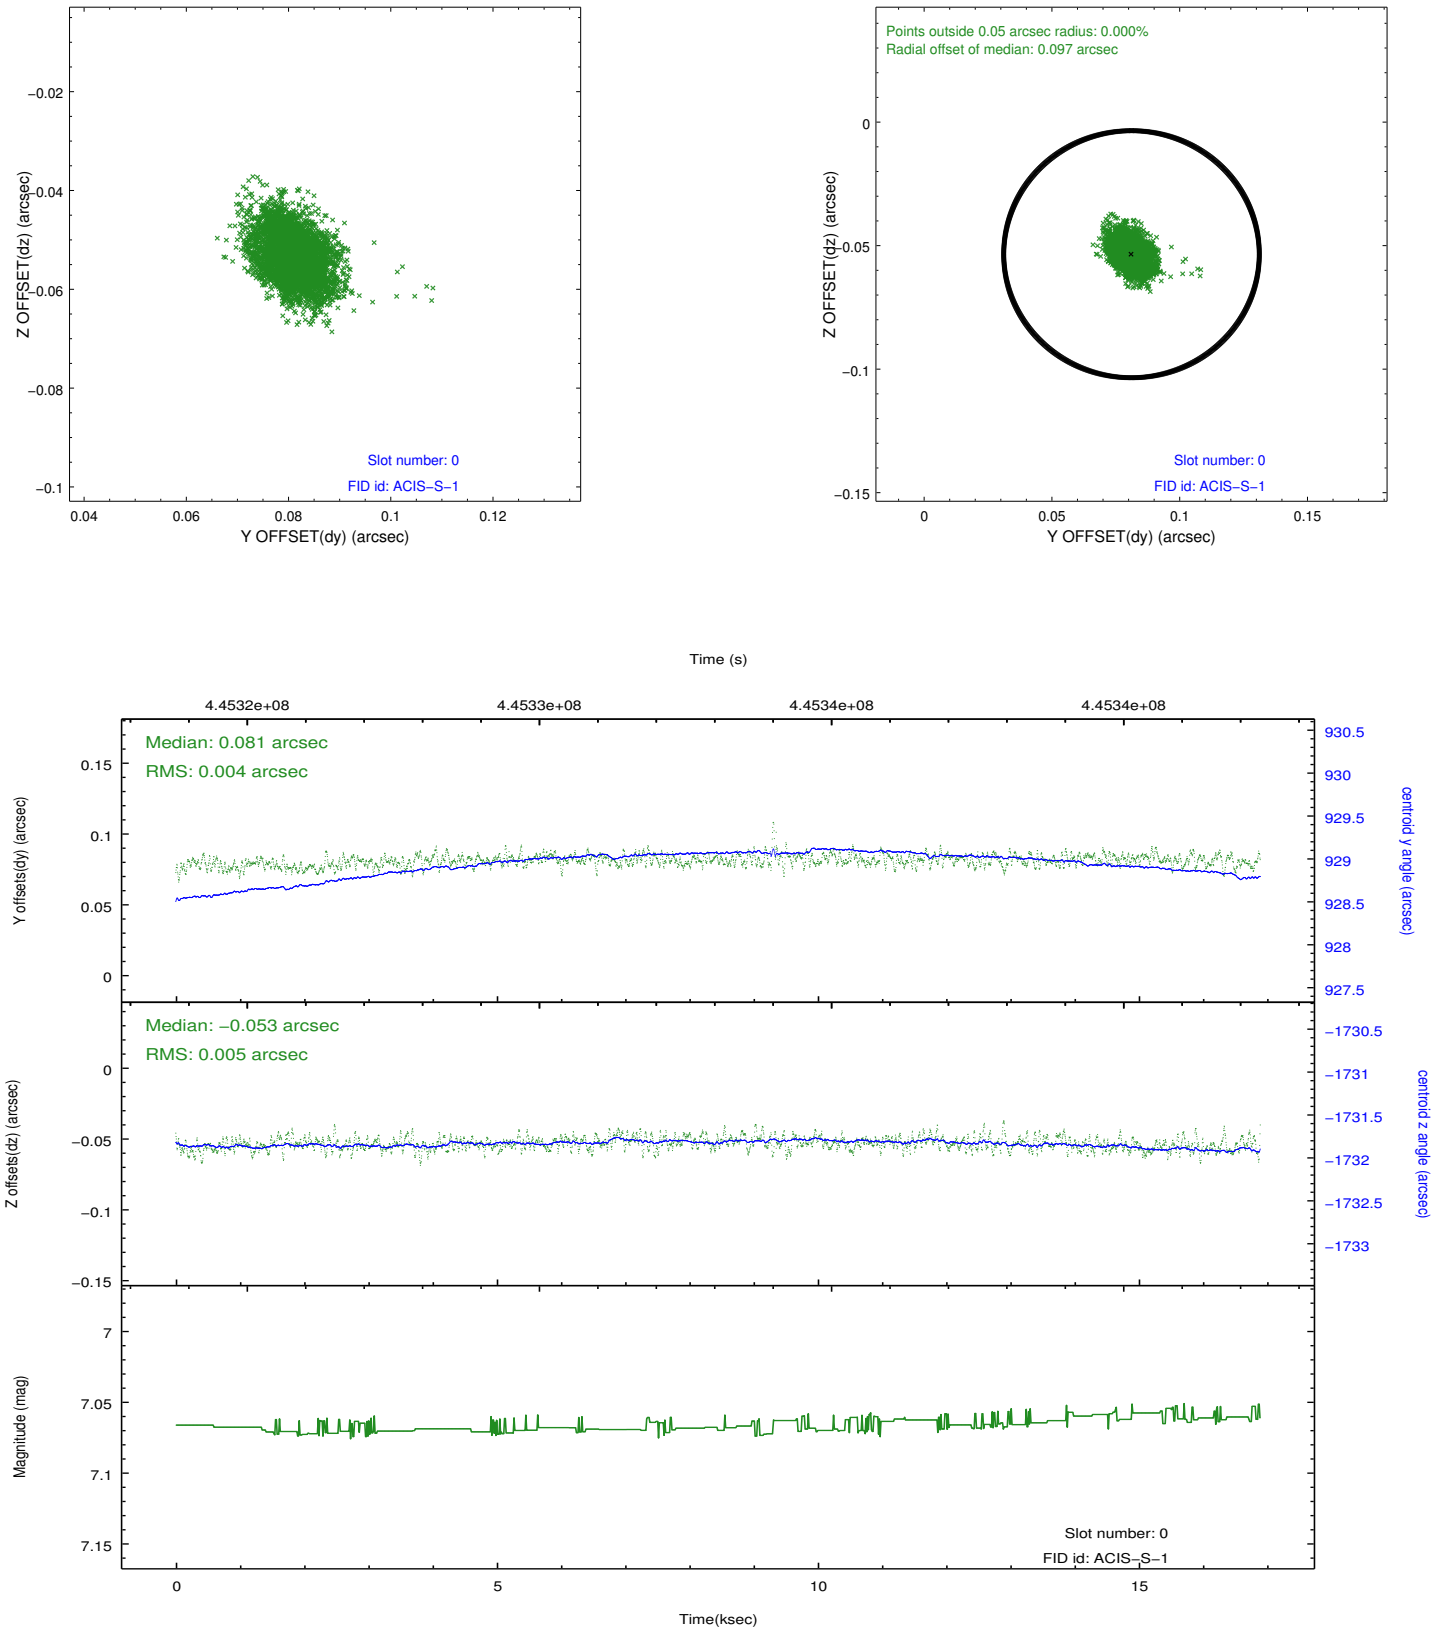 −0.02
−0.04
−0.06
−0.08
−0.1
Z OFFSET(dz) (arcsec)
Slot number: 0
FID id: ACIS−S−1
0.04
0.06
0.08
0.1
0.12
Y OFFSET(dy) (arcsec)
Points outside 0.05 arcsec radius: 0.000%
Radial offset of median: 0.097 arcsec
0
−0.05
−0.1
−0.15
Z OFFSET(dz) (arcsec)
Slot number: 0
FID id: ACIS−S−1
0
0.05
0.1
0.15
Y OFFSET(dy) (arcsec)
Time (s)
4.4532e+08
4.4533e+08
4.4534e+08
4.4534e+08
Median: 0.081 arcsec
RMS: 0.004 arcsec
0.15
0.1
0.05
0
Y offsets(dy) (arcsec)
930.5
930
929.5
929
928.5
928
927.5
centroid y angle (arcsec)
Median: −0.053 arcsec
RMS: 0.005 arcsec
0
−0.05
−0.1
−0.15
Z offsets(dz) (arcsec)
−1730.5
−1731
−1731.5
−1732
−1732.5
−1733
centroid z angle (arcsec)
7
7.05
7.1
7.15
Magnitude (mag)
Slot number: 0
FID id: ACIS−S−1
0
5
10
15
Time(ksec)